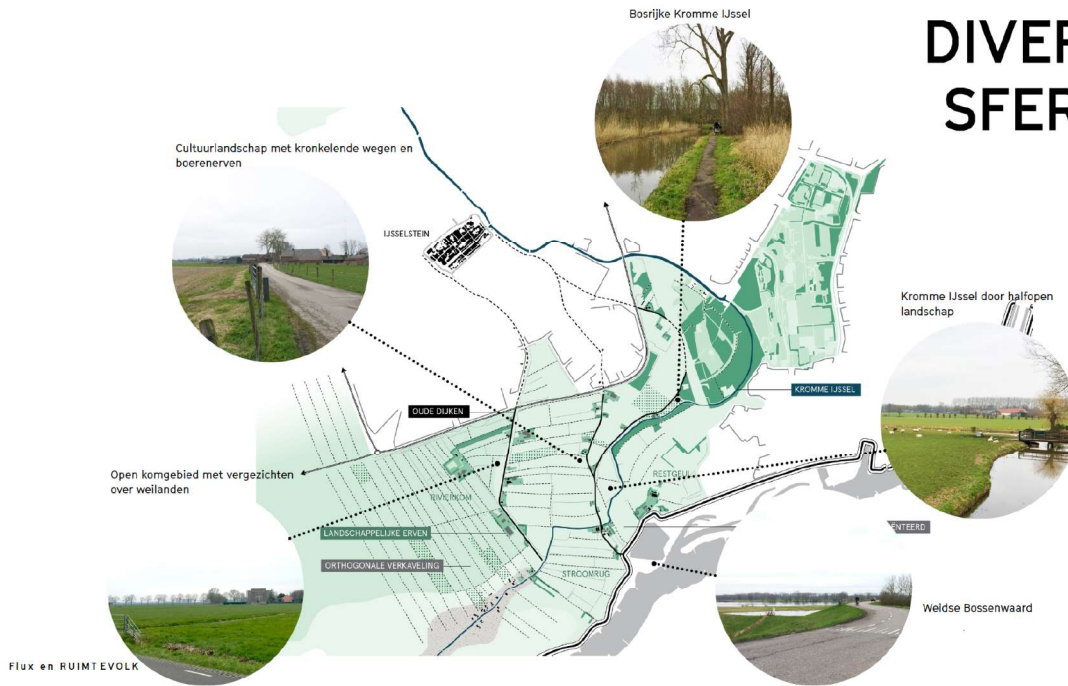 Bosrijke Kromme IJssel
DIVER
SFER
Cultuurlandschap met kronkelende wegen en
boerenerven
IJSSELSTEIN
Kromme IJssel door halfopen
landschap
KROMME IJSSEL
OUDE DIJKEN
Open komgebied met vergezichten
over weilanden
RESTGEUL
RIVIERKOM
LANDSCHAPPELIJKE ERVEN
ENTEERD
ORTHOGONALE VERKAVELING
STROOMRUG
Weidse Bossenwaard
Flux en RUIMTEVOLK